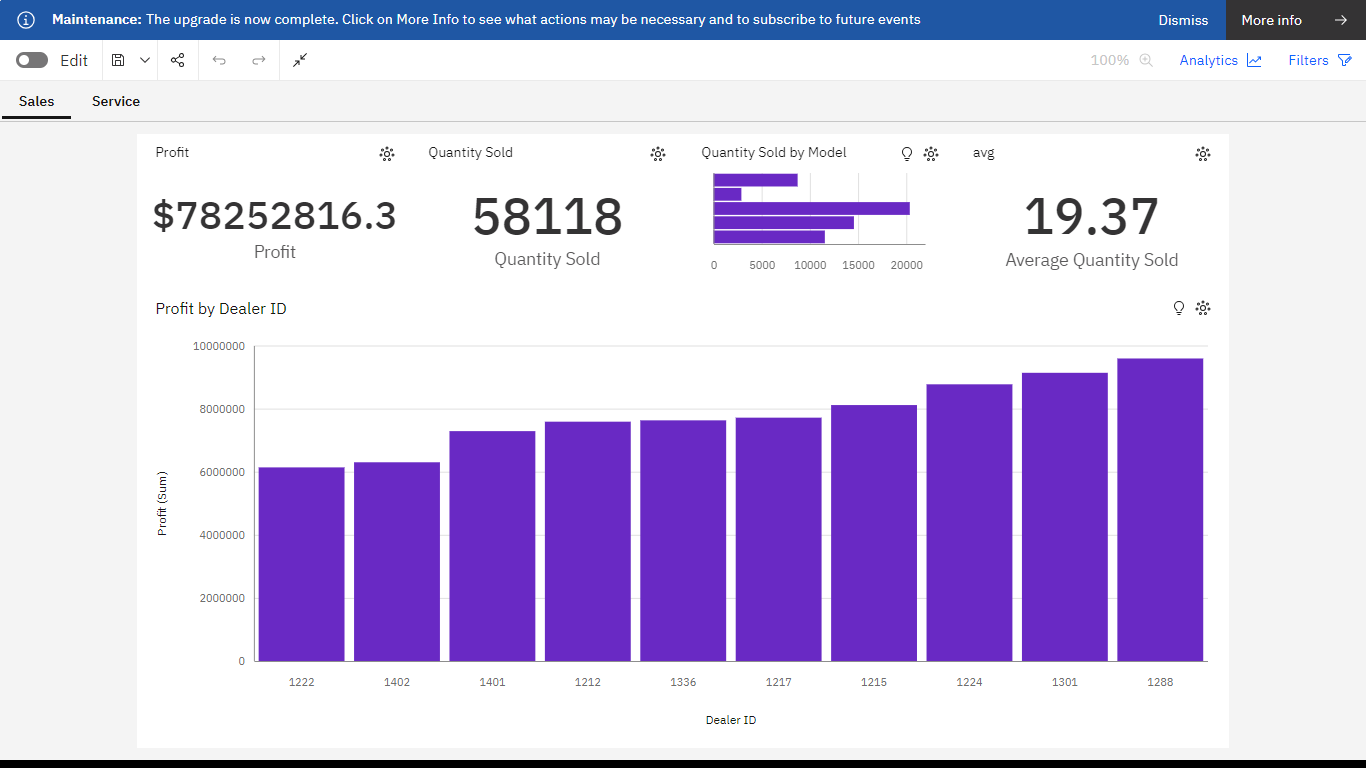 Maintenance: The upgrade is now complete. Click on More Info to see what actions may be necessary and to subscribe to future events
Dismiss
More info
Edit
100%
Analytics
Filters
Sales
Service
Profit
$78252816.3
Profit
Quantity Sold
58118
Quantity Sold
Quantity Sold by Model
0 5000 10000 15000 20000
avg
19.37
Average Quantity Sold
Profit by Dealer ID
Profit (Sum)
10000000
8000000
6000000
4000000
2000000
0
1222 1402 1401 1212 1336 1217 1215 1224 1301 1288
Dealer ID